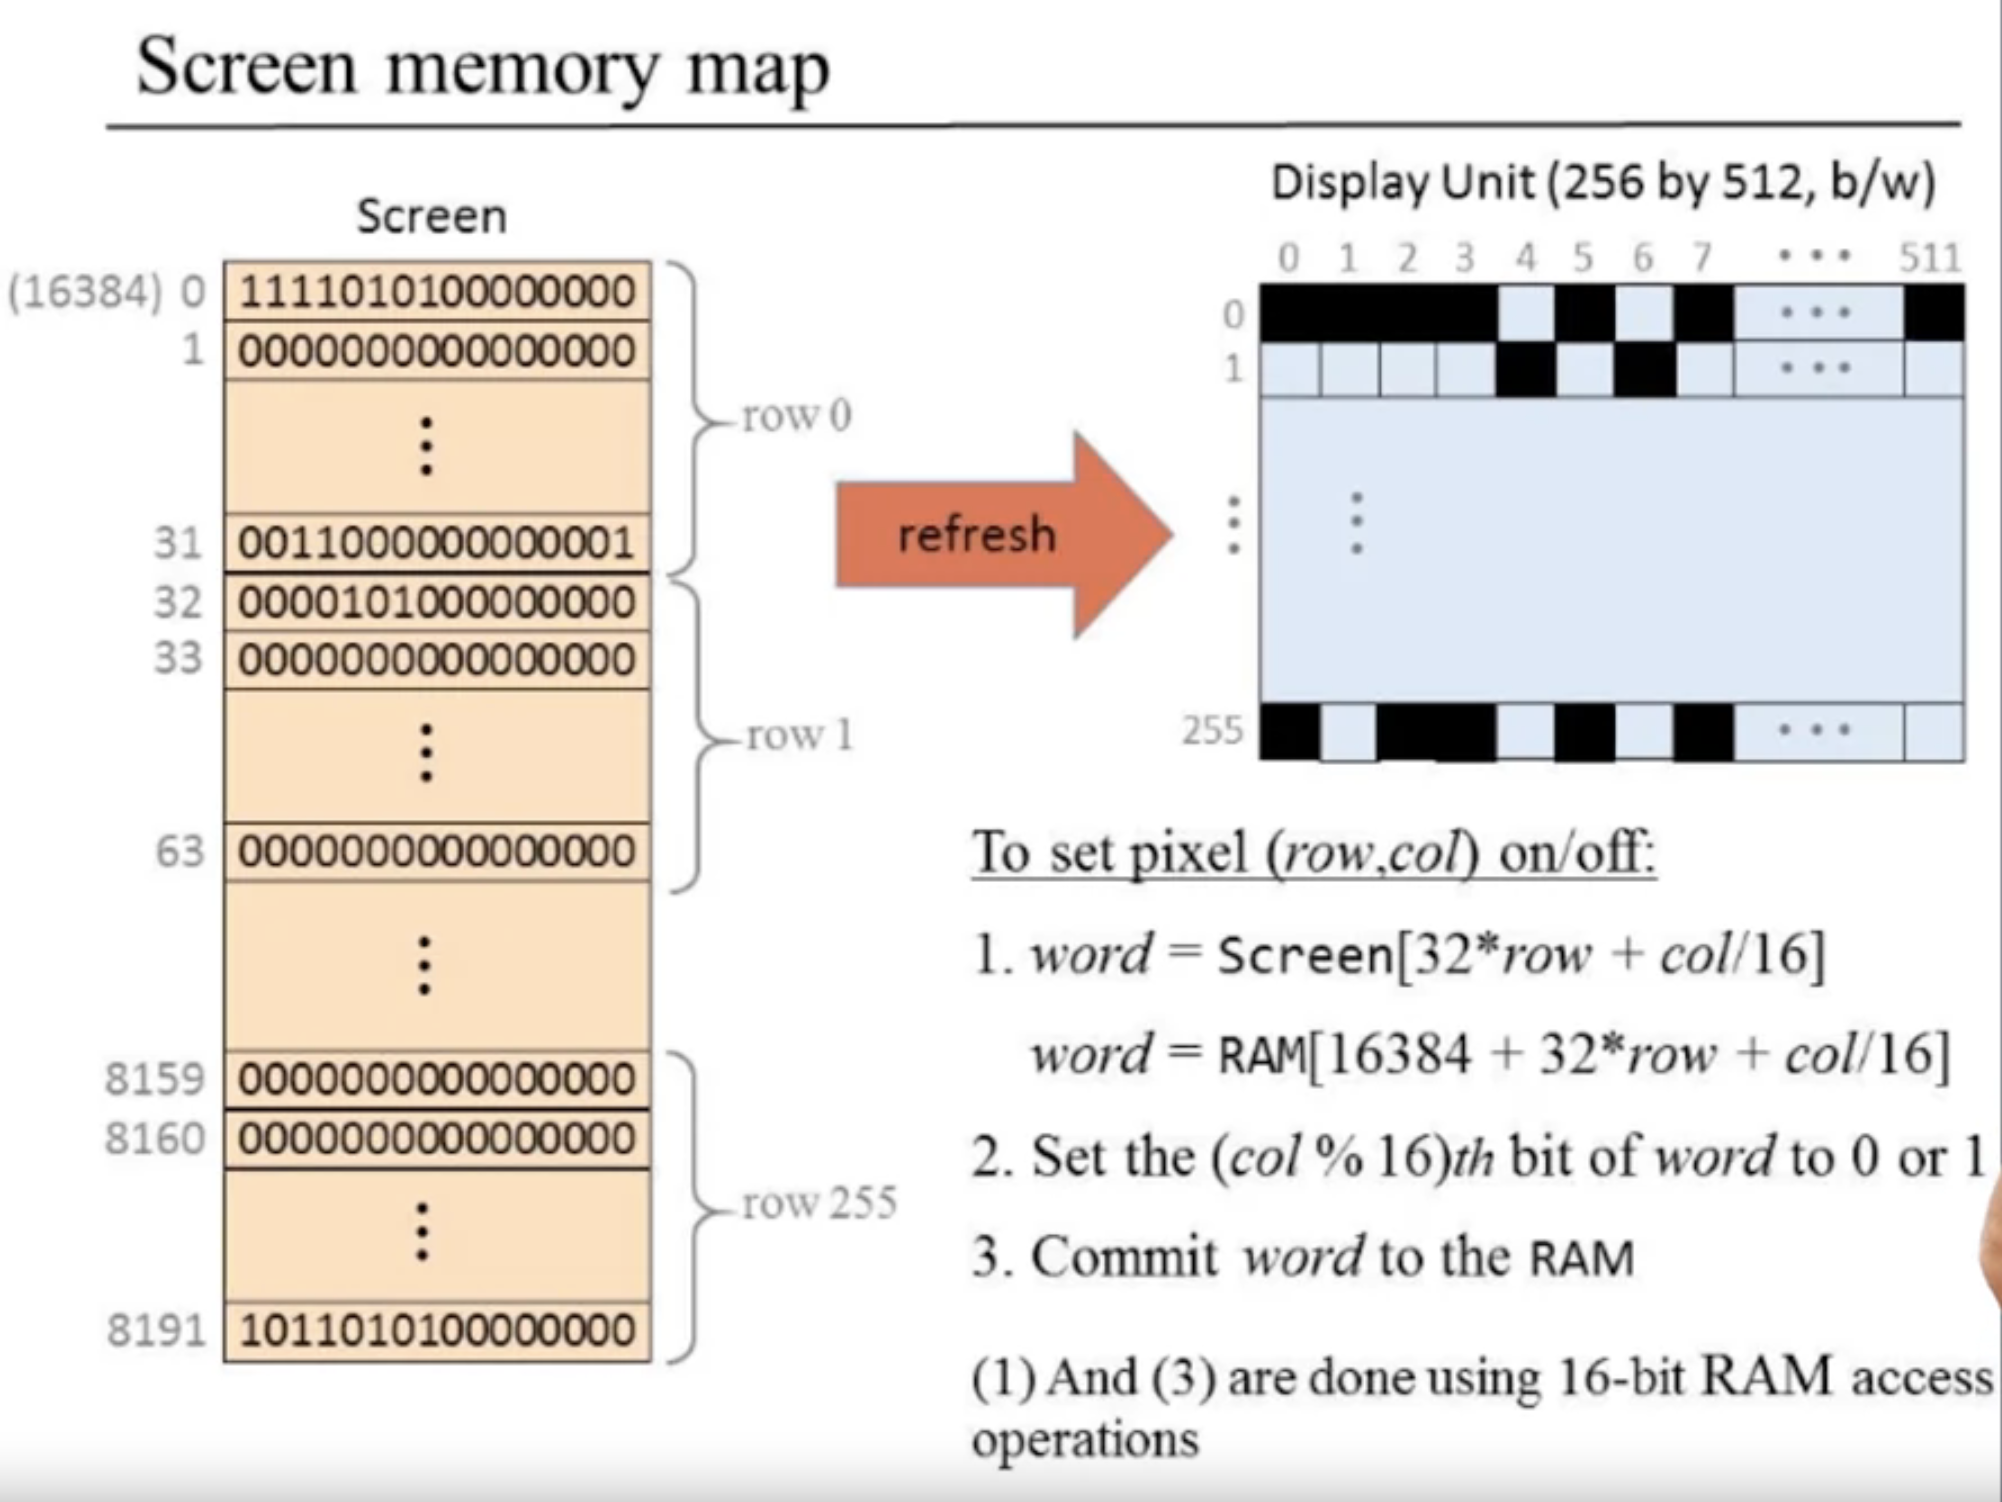 Screen memory map
Screen
(16384) 0 1111010100000000
1 0000000000000000
31 0011000000000001
32 0000101000000000
33 0000000000000000
63 0000000000000000
8159 0000000000000000
8160 0000000000000000
8191 1011010100000000
row 0
row 1
row 255
refresh
Display Unit (256 by 512, b/w)
0 1 2 3 4 5 6 7 ··· 511
0 ···
1 ···
255 ···
To set pixel (row,col) on/off:
1. word = Screen[32*row + col/16]
word = RAM[16384 + 32*row + col/16]
2. Set the (col % 16)th bit of word to 0 or 1
3. Commit word to the RAM
(1) And (3) are done using 16-bit RAM access
operations